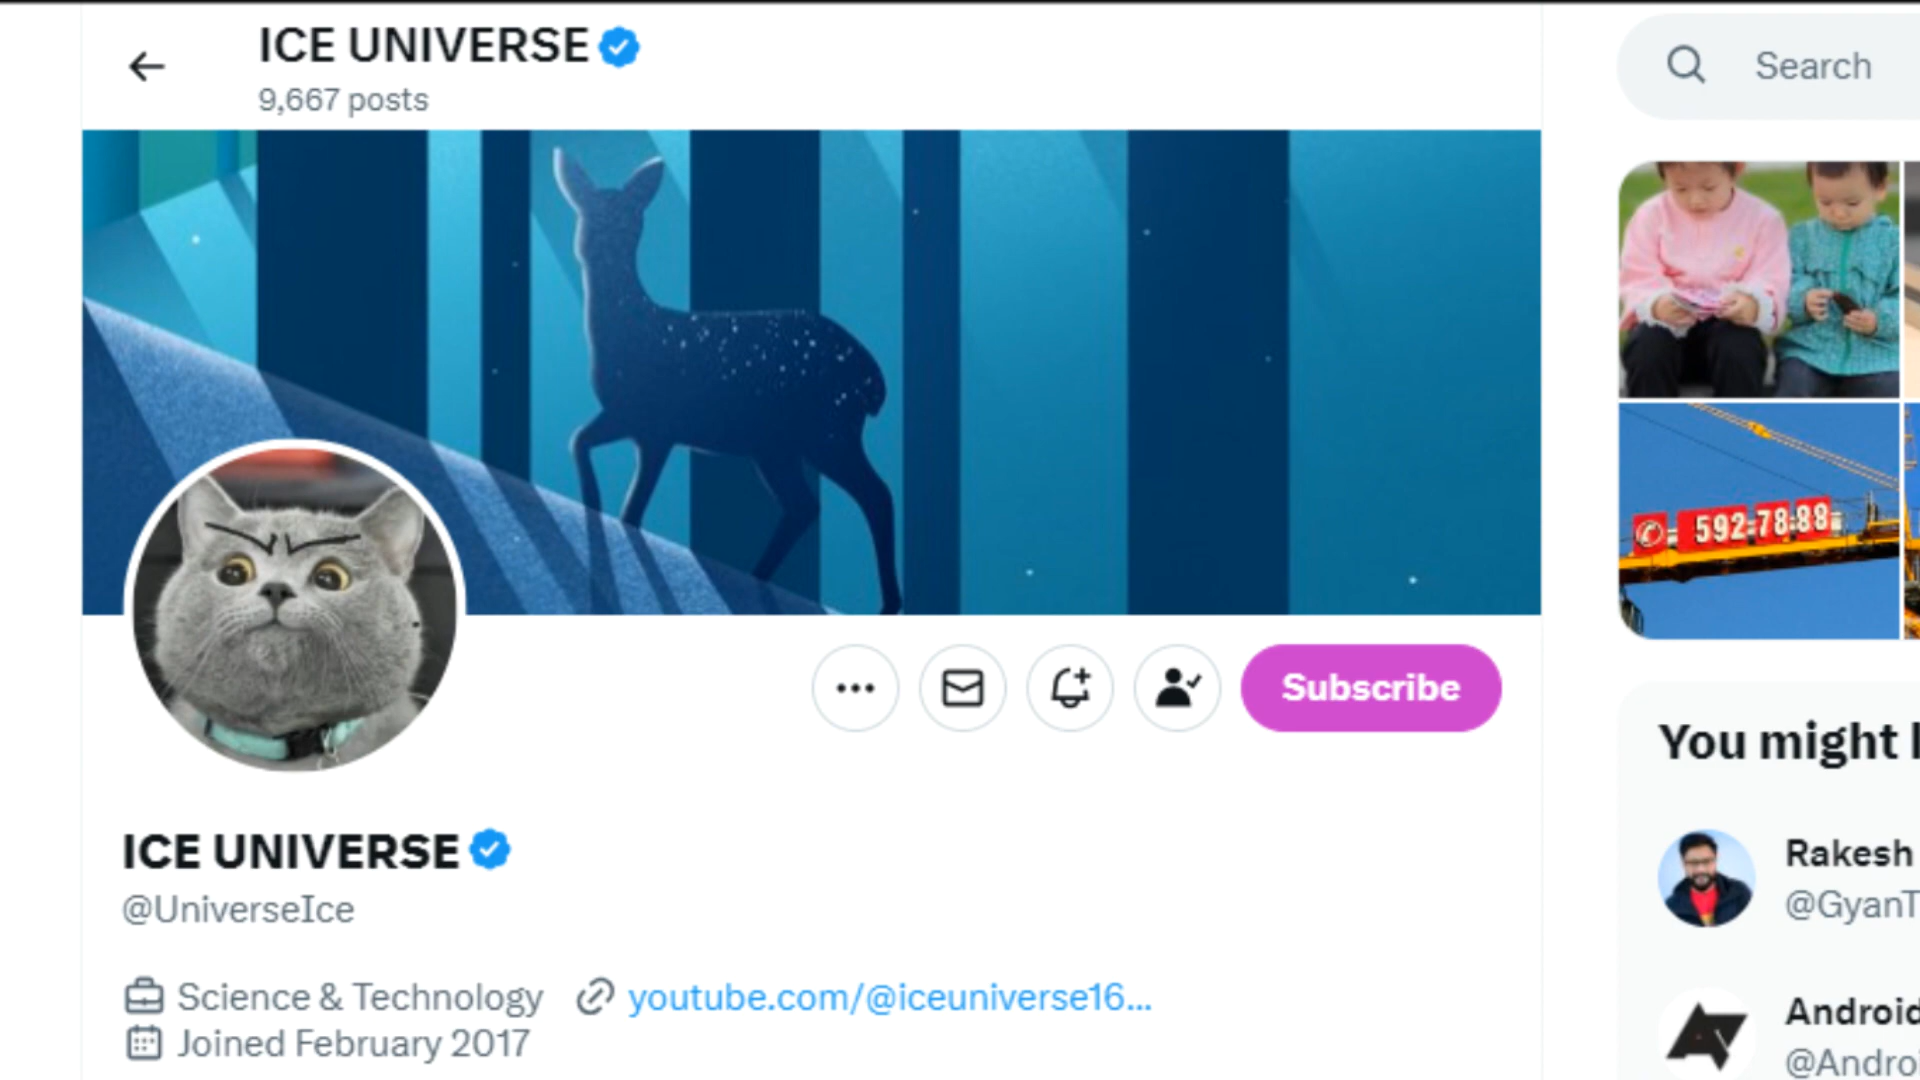 ICE UNIVERSE
9,667 posts
Search
592-78-88
Subscribe
You might
ICE UNIVERSE
@UniverseIce
Science & Technology
youtube.com/@iceuniverse16...
Joined February 2017
Rakesh
@GyanT
Android
@Andro